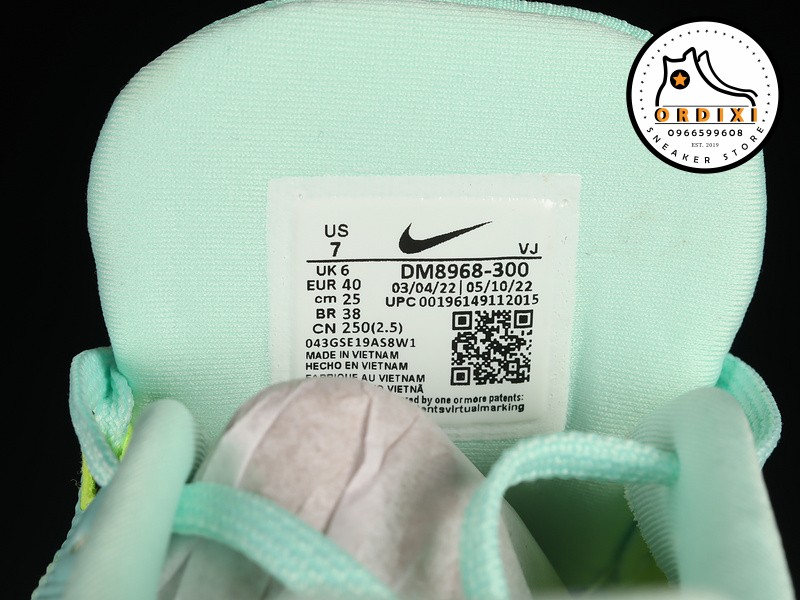 ORDIXI
0966599608
EST. 2019
SNEAKER STORE
US
7
VJ
UK 6
EUR 40
cm 25
BR 38
CN 250(2.5)
DM8968-300
03/04/22 | 05/10/22
UPC 00196149112015
043GSE19AS8W1
MADE IN VIETNAM
HECHO EN VIETNAM
FABRIQUE AU VIETNAM
VIETNÃ
by one or more patents: